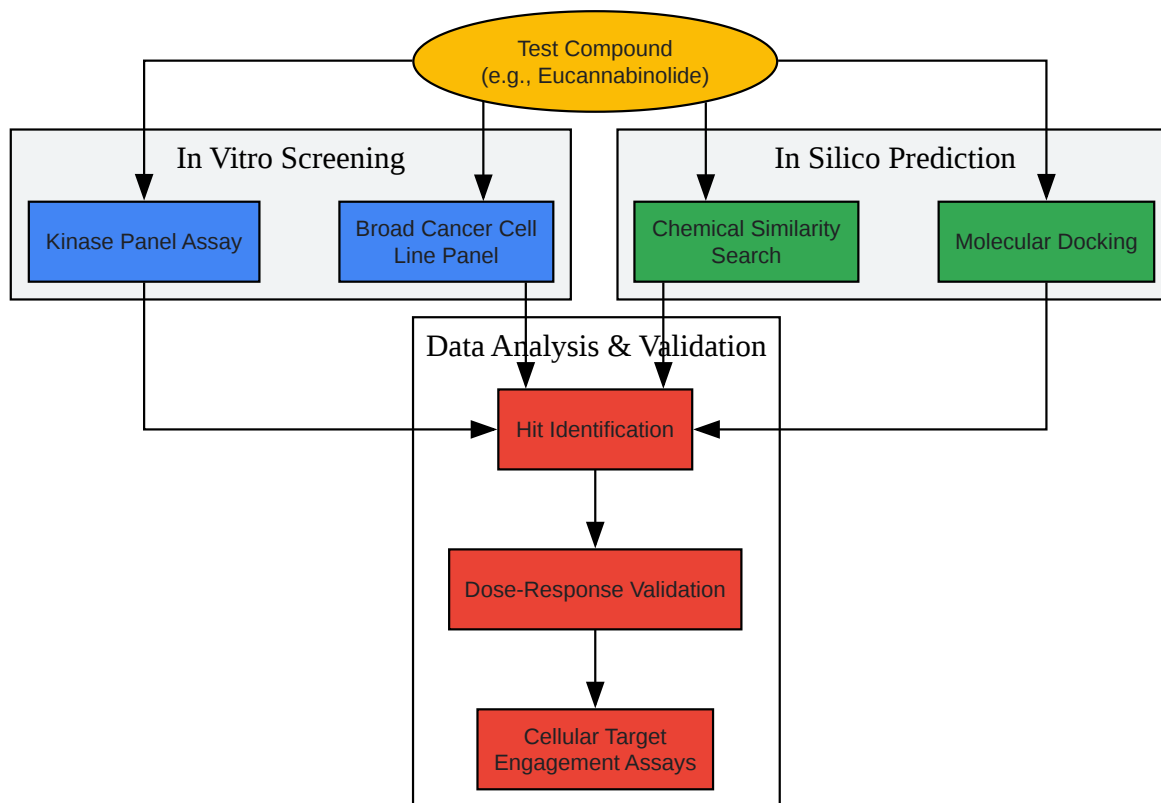 Test Compound
(e.g., Eucannabinolide)
In Vitro Screening
In Silico Prediction
Kinase Panel Assay
Broad Cancer Cell
Line Panel
Chemical Similarity
Search
Molecular Docking
Data Analysis & Validation
Hit Identification
Dose-Response Validation
Cellular Target
Engagement Assays